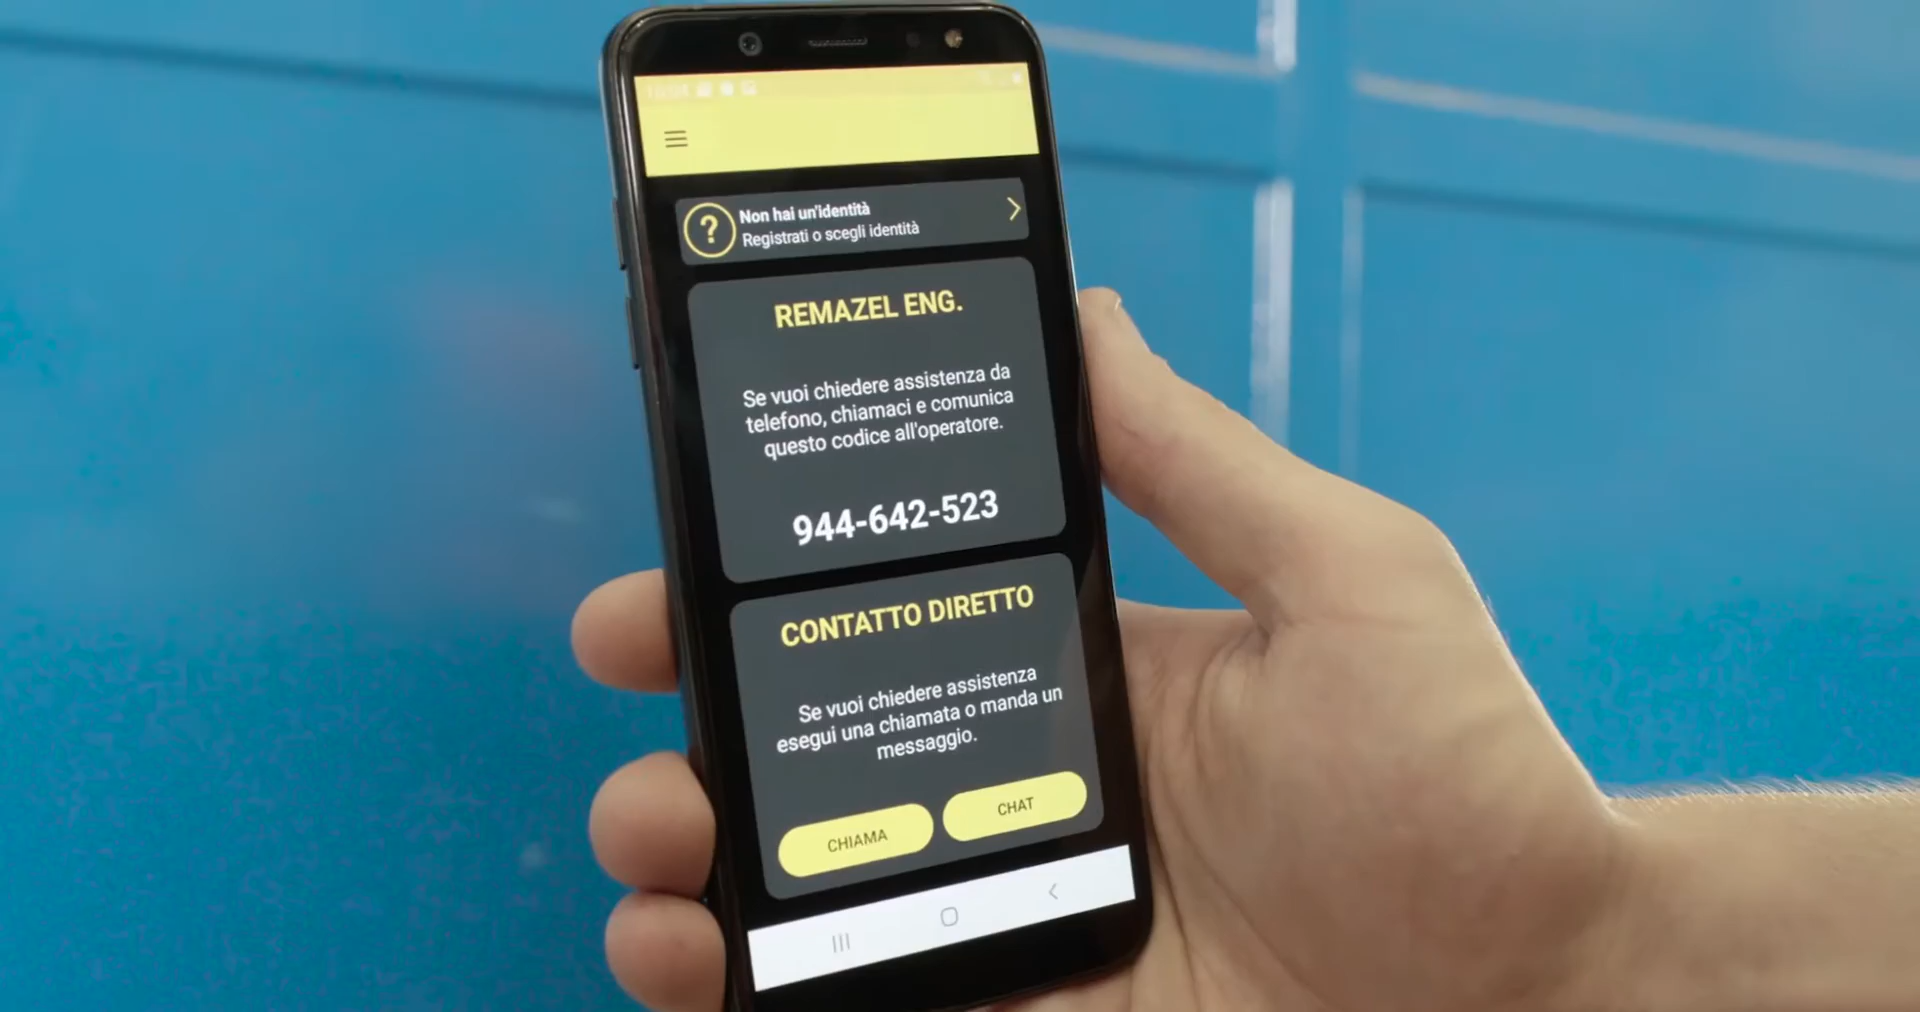 Non hai un'identità
Registrati o scegli identità
REMAZEL ENG.
Se vuoi chiedere assistenza da
telefono, chiamaci e comunica
questo codice all'operatore.
944-642-523
CONTATTO DIRETTO
Se vuoi chiedere assistenza
esegui una chiamata o manda un
messaggio.
CHIAMA
CHAT